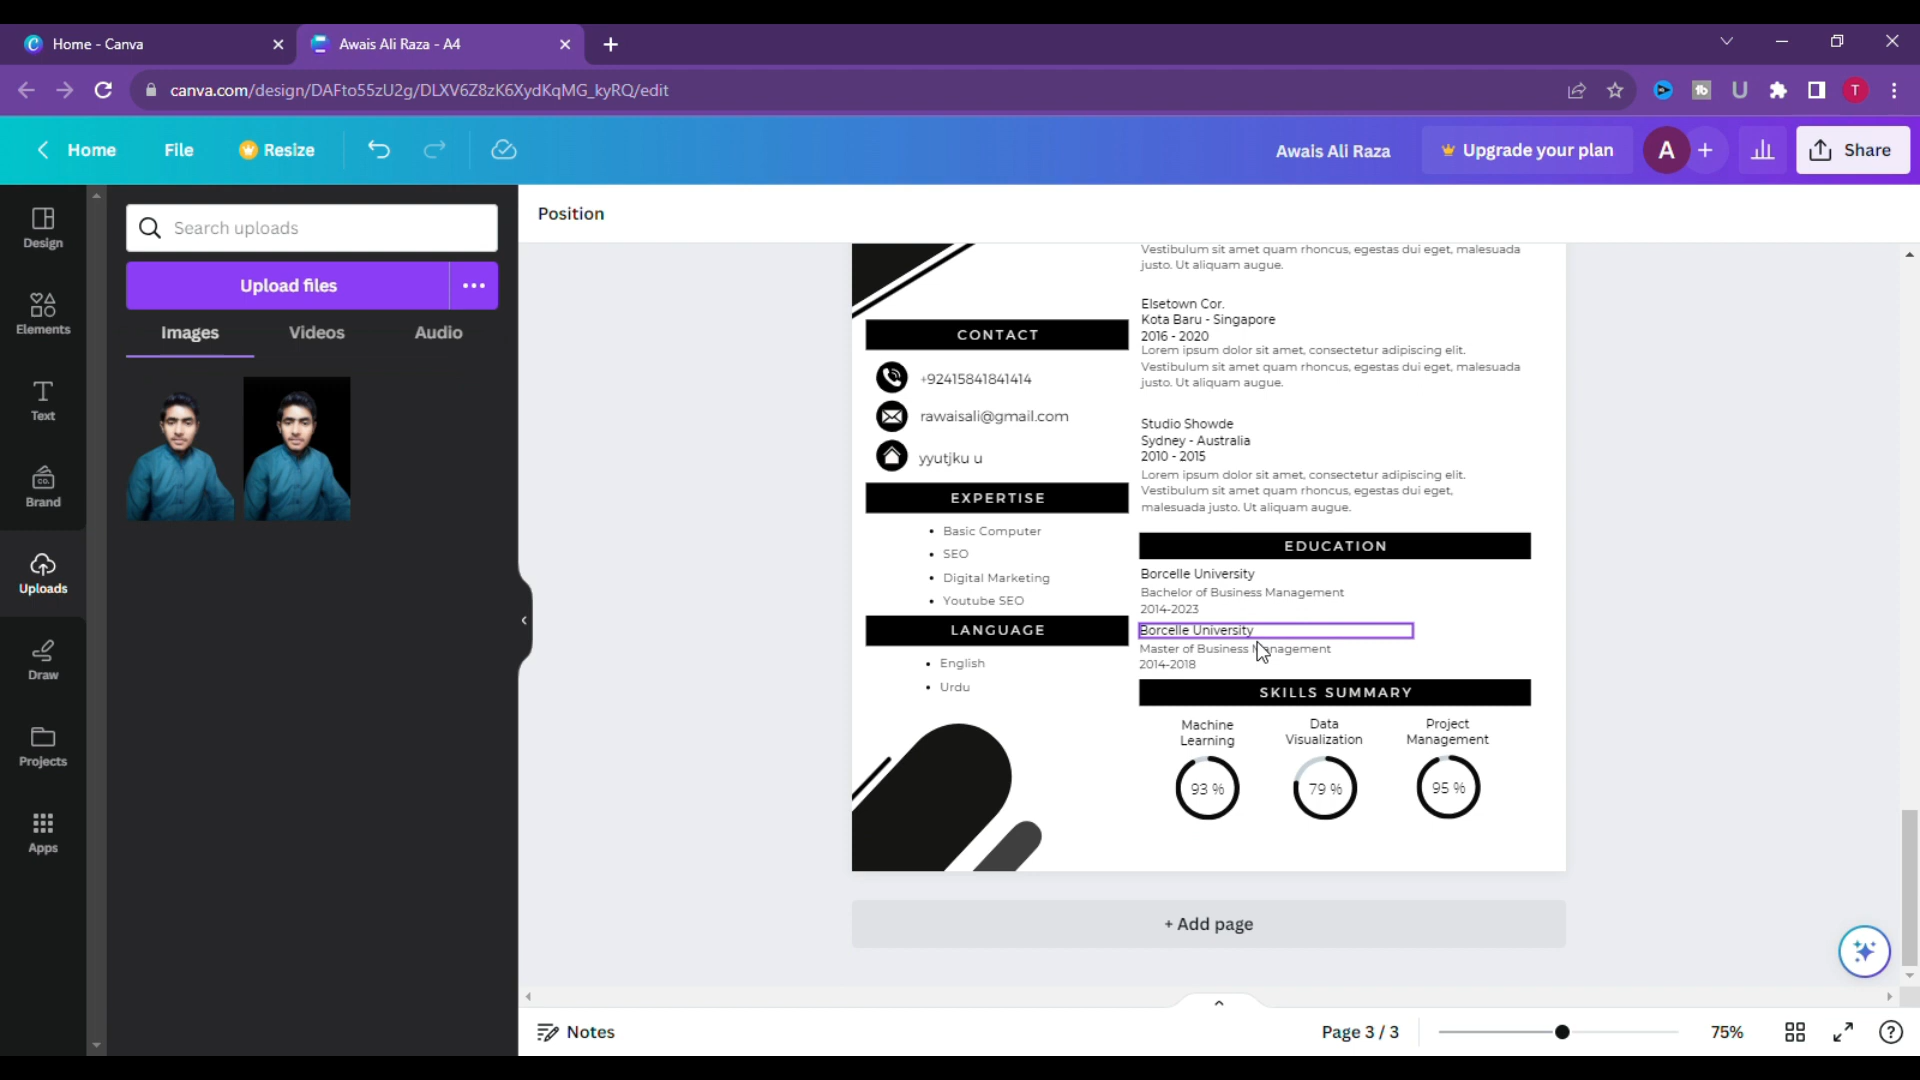 Home - Canva
Awais Ali Raza - A4
canva.com/design/DAFto55zU2g/DLXV6Z8zK6XydKqMG_kyRQ/edit
T
Home
File
Resize
Awais Ali Raza
Upgrade your plan
A
Share
Design
Elements
Text
Brand
Uploads
Draw
Projects
Apps
Search uploads
Upload files
Images
Videos
Audio
Position
CONTACT
+92415841841414
rawaisali@gmail.com
yyutjku u
EXPERTISE
• Basic Computer
• SEO
• Digital Marketing
• Youtube SEO
LANGUAGE
• English
• Urdu
Vestibulum sit amet quam rhoncus, egestas dui eget, malesuada
justo. Ut aliquam augue.
Elsetown Cor.
Kota Baru - Singapore
2016 - 2020
Lorem ipsum dolor sit amet, consectetur adipiscing elit.
Vestibulum sit amet quam rhoncus, egestas dui eget, malesuada
justo. Ut aliquam augue.
Studio Showde
Sydney - Australia
2010 - 2015
Lorem ipsum dolor sit amet, consectetur adipiscing elit.
Vestibulum sit amet quam rhoncus, egestas dui eget,
malesuada justo. Ut aliquam augue.
EDUCATION
Borcelle University
Bachelor of Business Management
2014-2023
Borcelle University
Master of Business Management
2014-2018
SKILLS SUMMARY
Machine
Learning
93 %
Data
Visualization
79 %
Project
Management
95 %
+ Add page
Notes
Page 3 / 3
75%